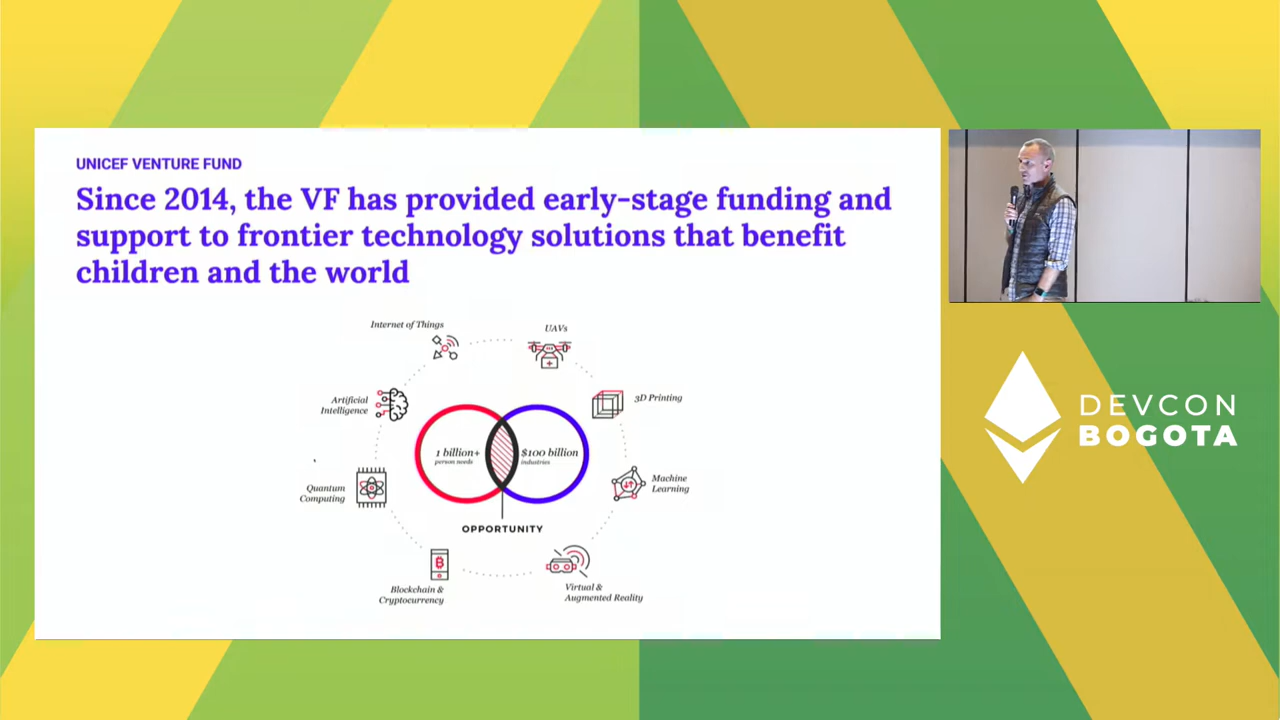 UNICEF VENTURE FUND
Since 2014, the VF has provided early-stage funding and
support to frontier technology solutions that benefit
children and the world
Internet of Things
UAVs
Artificial
Intelligence
3D Printing
1 billion+
person needs
$100 billion
industries
Quantum
Computing
Machine
Learning
OPPORTUNITY
Blockchain &
Cryptocurrency
Virtual &
Augmented Reality
DEVCON
BOGOTA